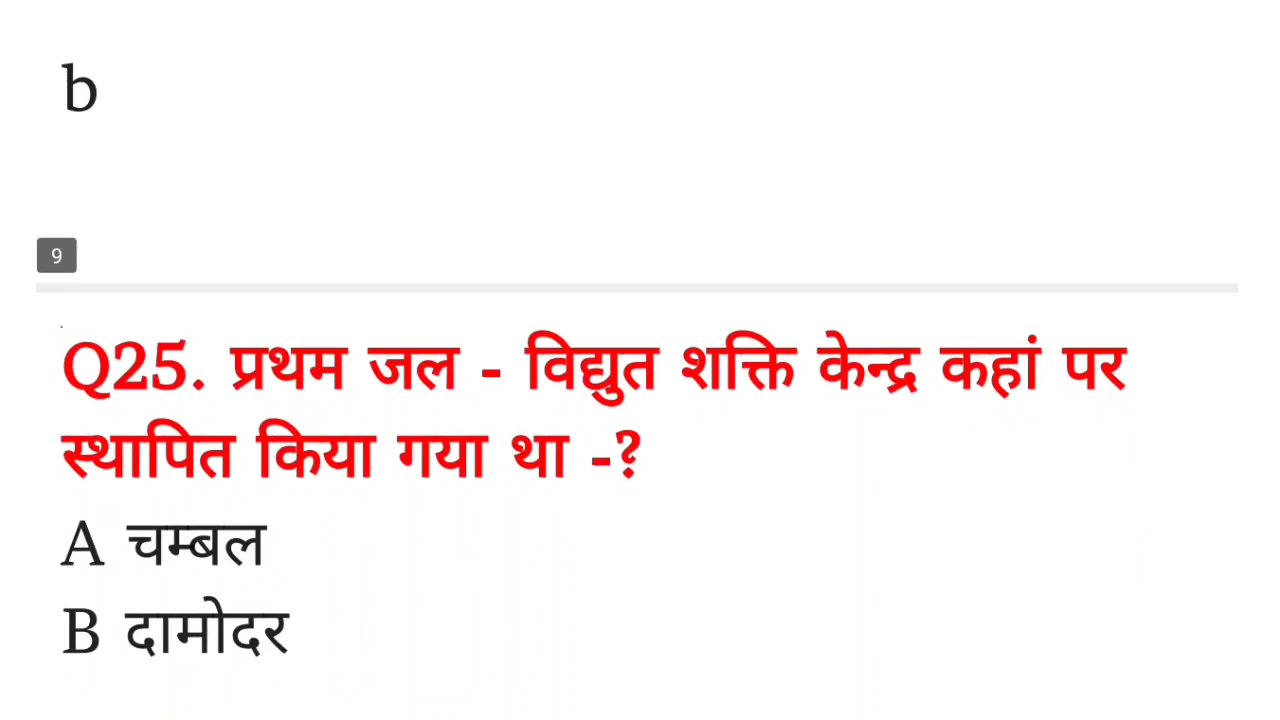 b
9
Q25. प्रथम जल - विद्युत शक्ति केन्द्र कहां पर
स्थापित किया गया था -?
A चम्बल
B दामोदर